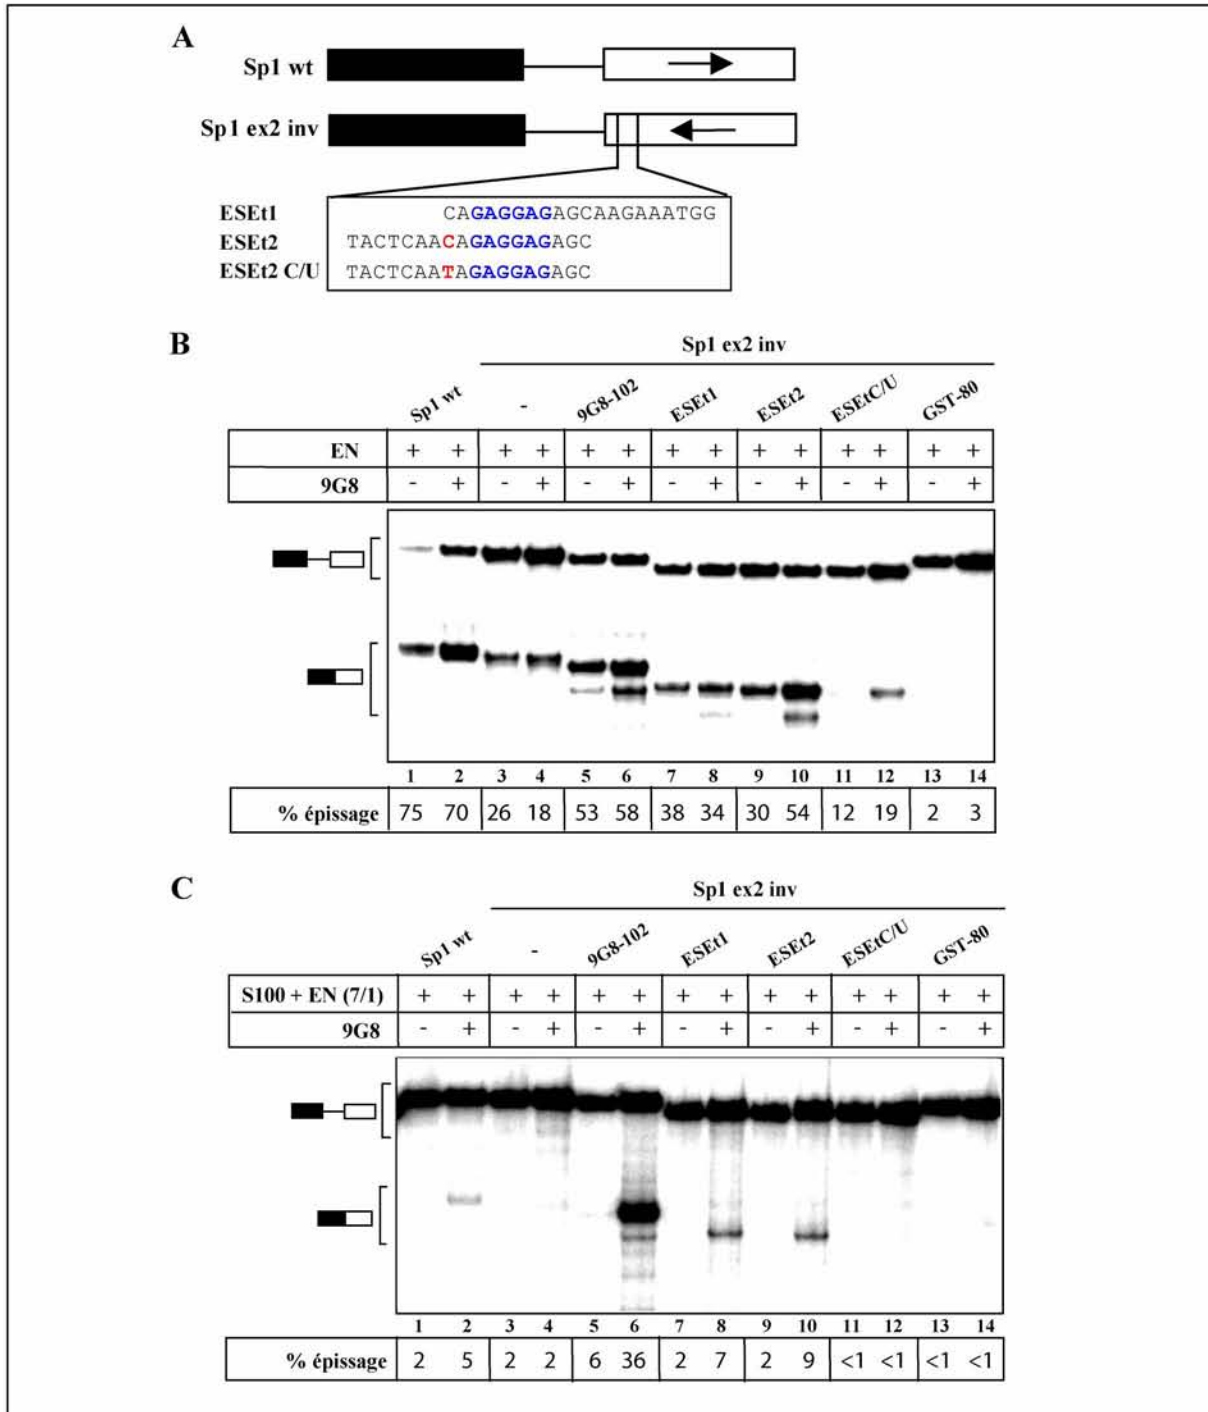 A
Sp1 wt
Sp1 ex2 inv
ESEt1 CAGAGGAGAGCAAGAAATGG
ESEt2 TACTCAACAGAGGAGAGC
ESEt2 C/U TACTCAATAGAGGAGAGC
B
Sp1 ex2 inv
Sp1 wt - 9G8-102 ESEt1 ESEt2 ESEtC/U GST-80
EN + + + + + + + + + + + + + +
9G8 - + - + - + - + - + - + - +
1 2 3 4 5 6 7 8 9 10 11 12 13 14
% épissage 75 70 26 18 53 58 38 34 30 54 12 19 2 3
C
Sp1 ex2 inv
Sp1 wt - 9G8-102 ESEt1 ESEt2 ESEtC/U GST-80
S100 + EN (7/1) + + + + + + + + + + + + + +
9G8 - + - + - + - + - + - + - +
1 2 3 4 5 6 7 8 9 10 11 12 13 14
% épissage 2 5 2 2 6 36 2 7 2 9 <1 <1 <1 <1